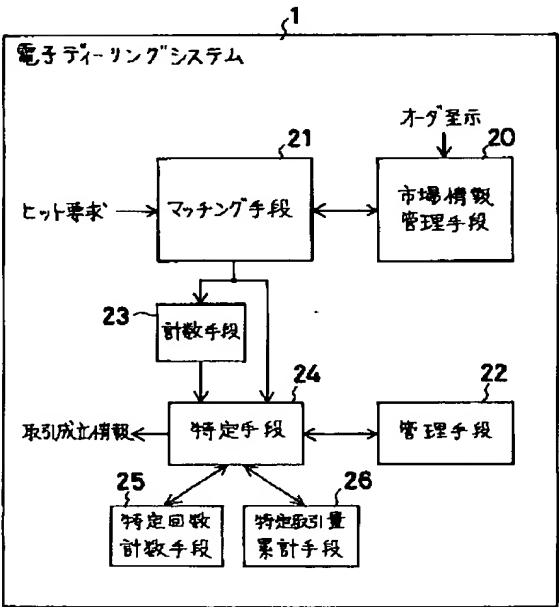 1
電子ディーリングシステム
オーダ呈示
21
20
ヒット要求
マッチング手段
市場情報
管理手段
23
計数手段
24
22
取引成立情報
特定手段
管理手段
25
26
特定回数
計数手段
特定取引量
累計手段